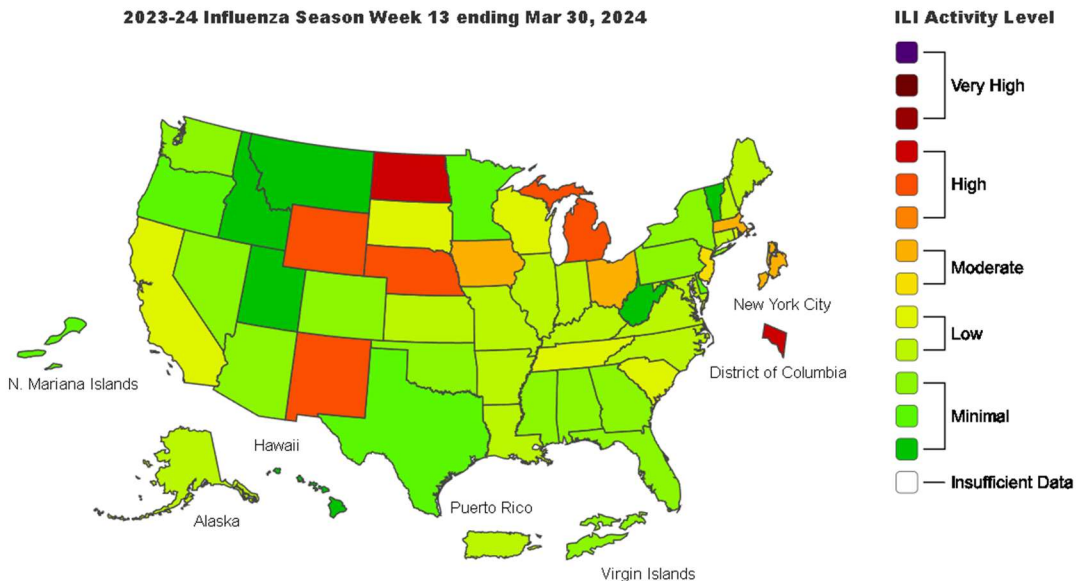 2023-24 Influenza Season Week 13 ending Mar 30, 2024
ILI Activity Level
Very High
High
Moderate
Low
Minimal
Insufficient Data
New York City
District of Columbia
N. Mariana Islands
Hawaii
Alaska
Puerto Rico
Virgin Islands